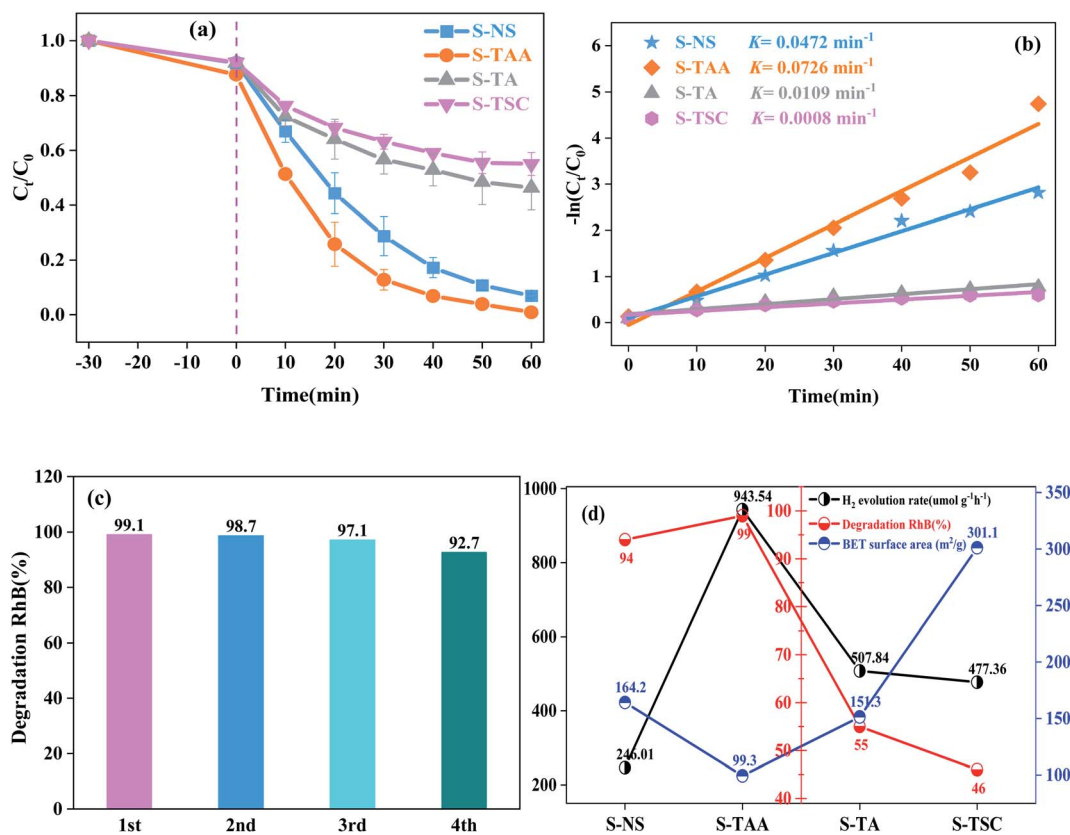 (a)
S-NS
S-TAA
S-TA
S-TSC
1.0
0.8
0.6
0.4
0.2
0.0
Ct/C0
-30 -20 -10 0 10 20 30 40 50 60
Time(min)
(b)
S-NS K= 0.0472 min-1
S-TAA K= 0.0726 min-1
S-TA K= 0.0109 min-1
S-TSC K= 0.0008 min-1
-6
5
4
3
2
1
0
-ln(Ct/C0)
0 10 20 30 40 50 60
Time(min)
(c)
120
100
80
60
40
20
0
Degradation RhB(%)
99.1 98.7 97.1 92.7
1st 2nd 3rd 4th
(d)
H2 evolution rate(umol g-1h-1)
Degradation RhB(%)
BET surface area (m2/g)
1000
800
600
400
200
100
90
80
70
60
50
40
350
300
250
200
150
100
943.54
99
94
301.1
507.84
477.36
164.2
151.3
55
246.01
99.3
46
S-NS S-TAA S-TA S-TSC